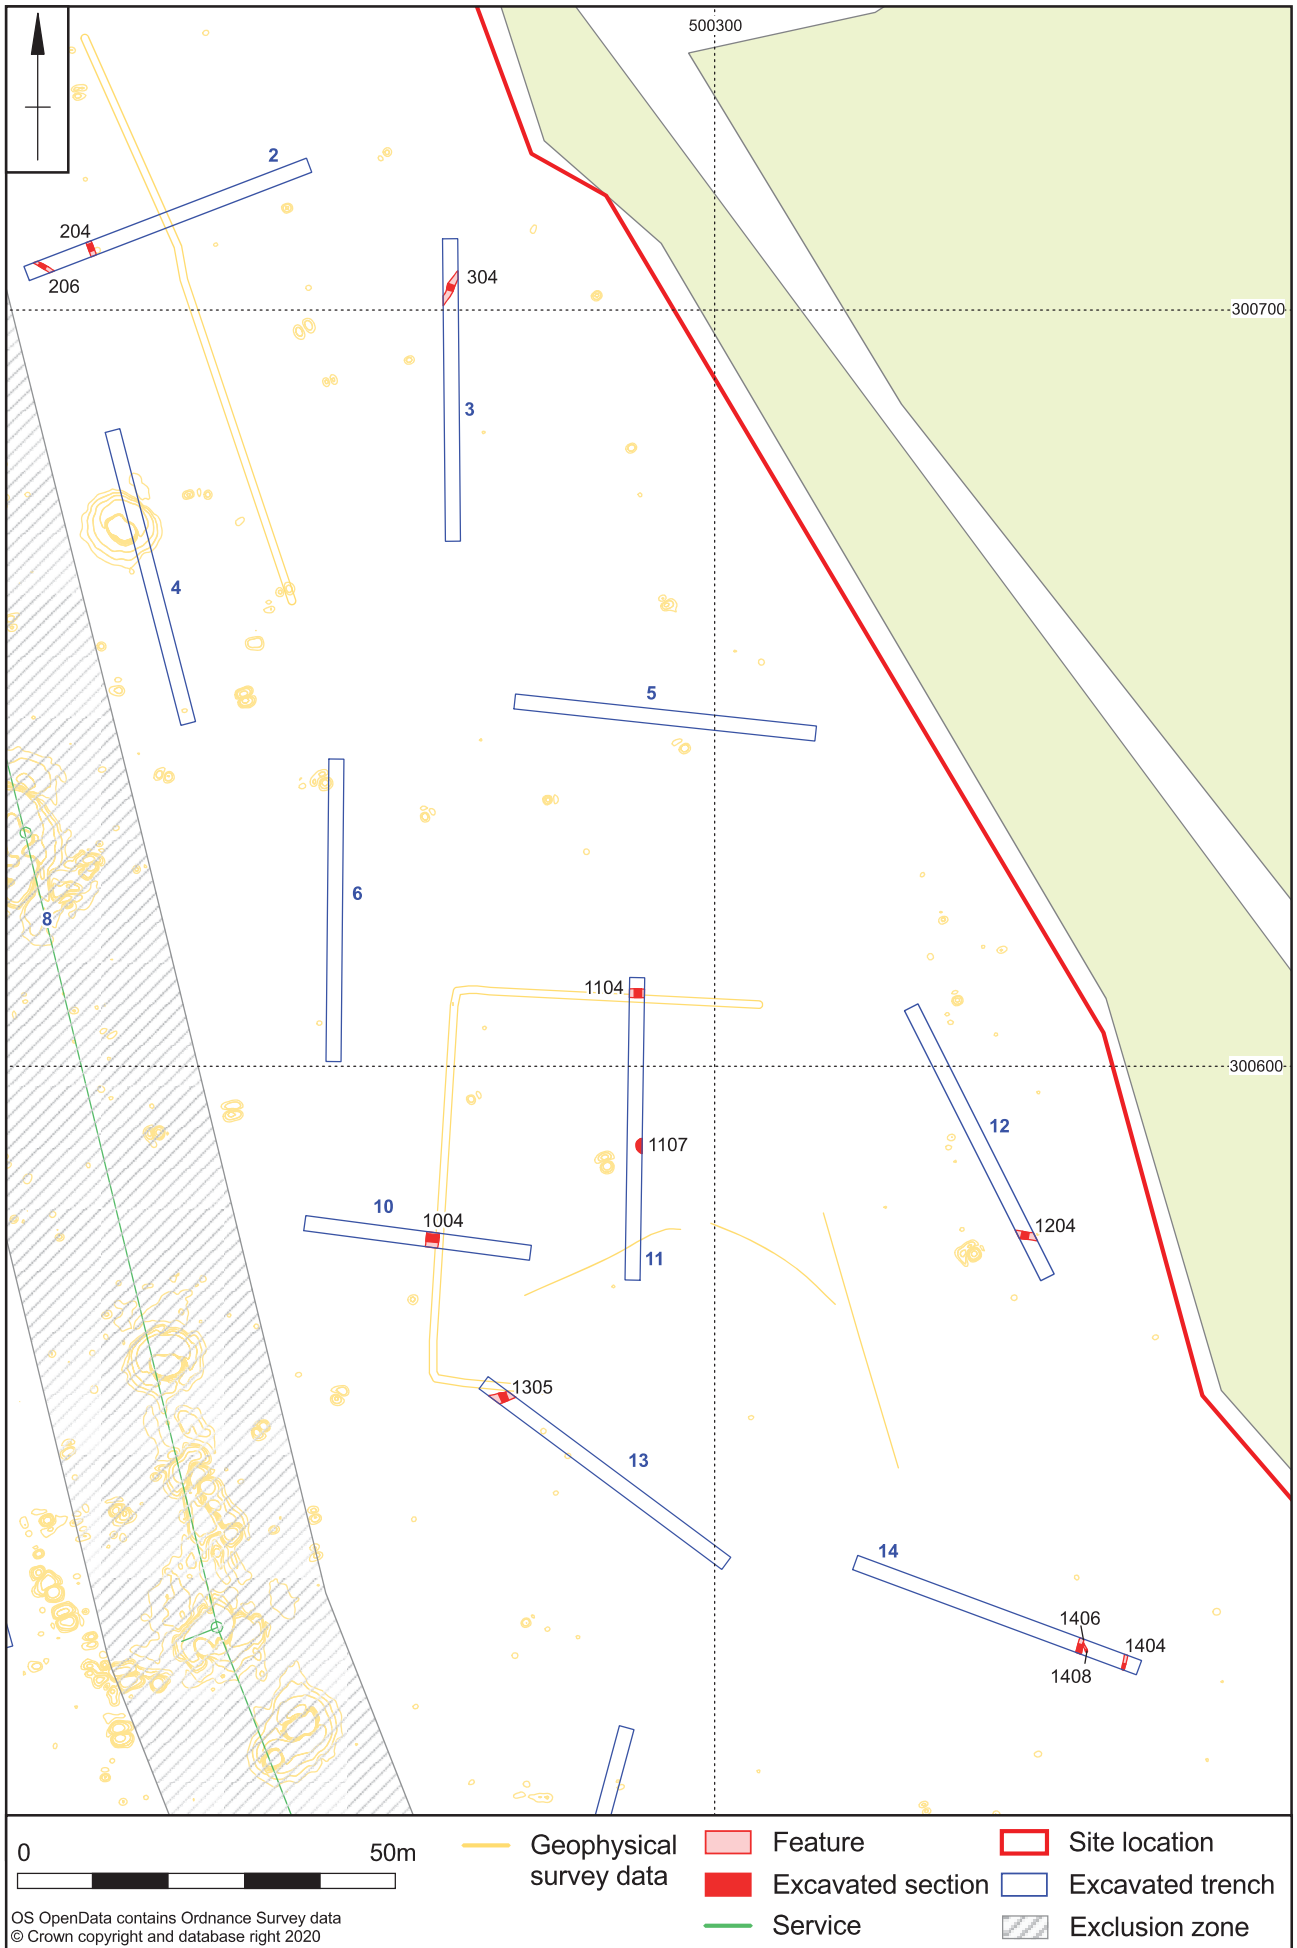 500300
2
204
206
304
300700
3
4
5
6
8
1104
300600
12
1107
10
1004
1204
11
1305
13
14
1406
1404
1408
0 50m
OS OpenData contains Ordnance Survey data
© Crown copyright and database right 2020
Geophysical
survey data
Feature
Excavated section
Service
Site location
Excavated trench
Exclusion zone